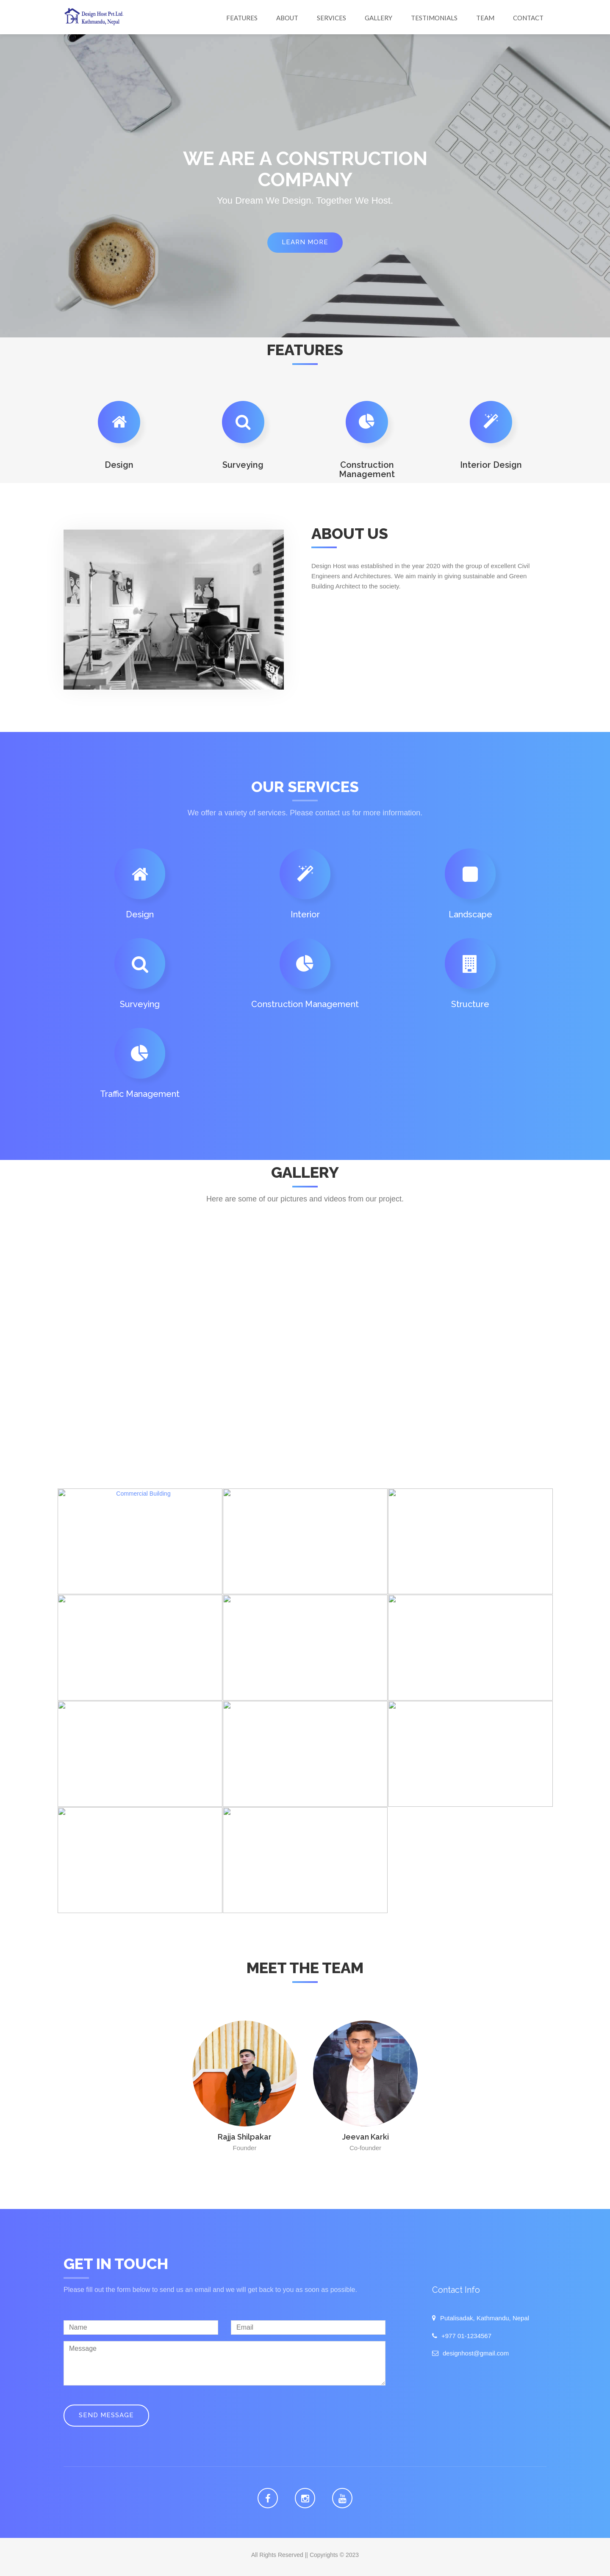 Design Host Pvt.Ltd.
Kathmandu, Nepal
FEATURES ABOUT SERVICES GALLERY TESTIMONIALS TEAM CONTACT
WE ARE A CONSTRUCTION
COMPANY
You Dream We Design. Together We Host.
LEARN MORE
FEATURES
Design
Surveying
Construction
Management
Interior Design
ABOUT US
Design Host was established in the year 2020 with the group of excellent Civil
Engineers and Architectures. We aim mainly in giving sustainable and Green
Building Architect to the society.
OUR SERVICES
We offer a variety of services. Please contact us for more information.
Design
Interior
Landscape
Surveying
Construction Management
Structure
Traffic Management
GALLERY
Here are some of our pictures and videos from our project.
Commercial Building
MEET THE TEAM
Rajja Shilpakar
Founder
Jeevan Karki
Co-founder
GET IN TOUCH
Please fill out the form below to send us an email and we will get back to you as soon as possible.
Name
Email
Message
SEND MESSAGE
Contact Info
Putalisadak, Kathmandu, Nepal
+977 01-1234567
designhost@gmail.com
All Rights Reserved || Copyrights © 2023